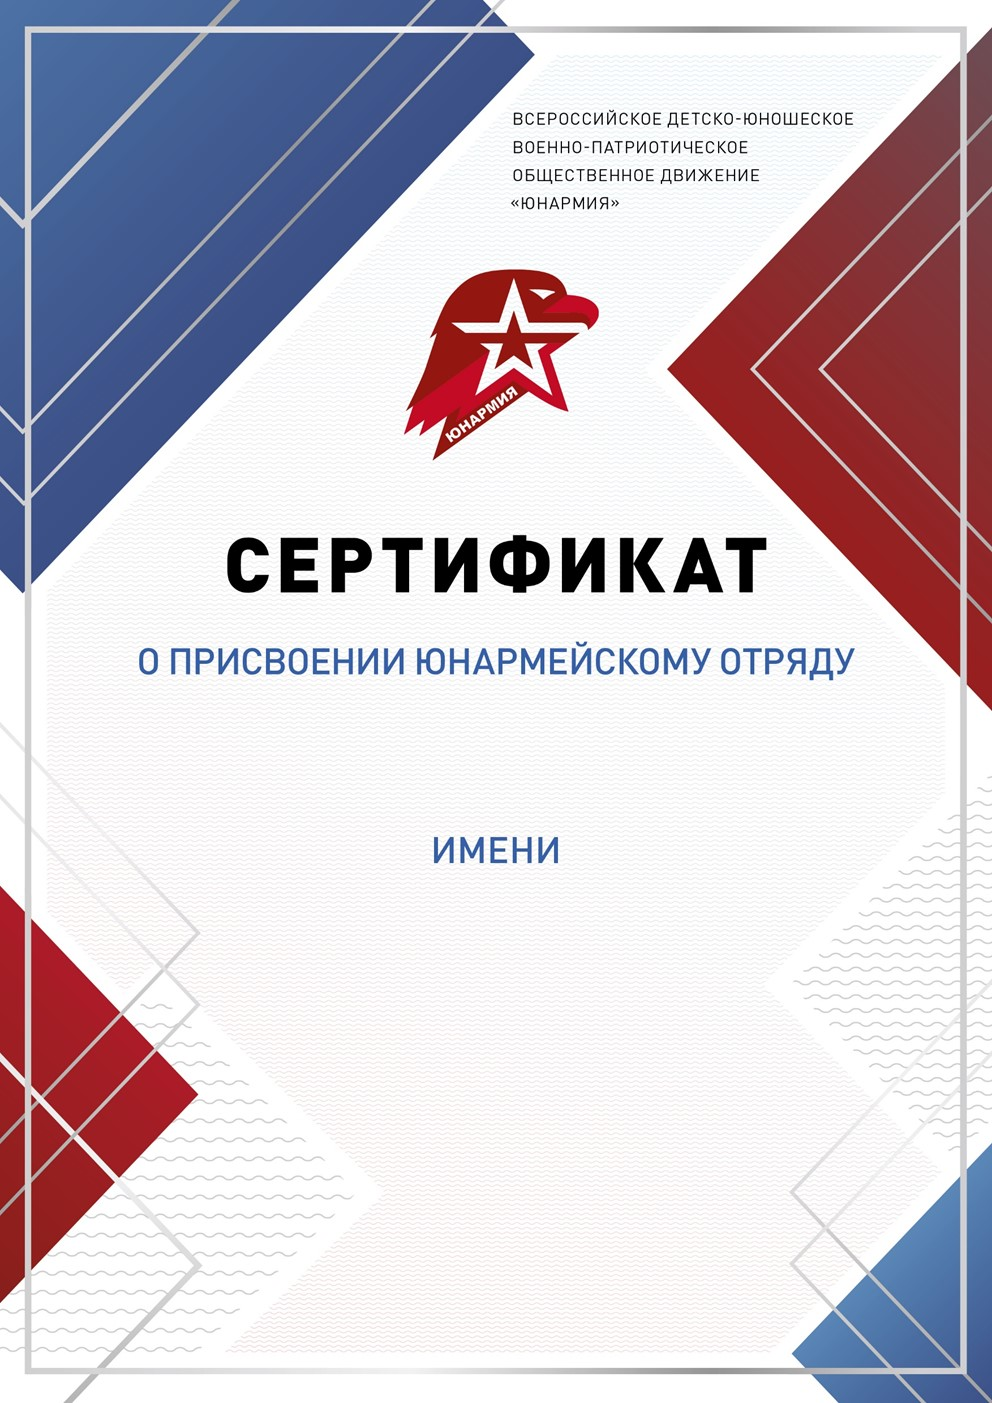 ВСЕРОССИЙСКОЕ ДЕТСКО-ЮНОШЕСКОЕ
ВОЕННО-ПАТРИОТИЧЕСКОЕ
ОБЩЕСТВЕННОЕ ДВИЖЕНИЕ
«ЮНАРМИЯ»
ЮНАРМИЯ
СЕРТИФИКАТ
О ПРИСВОЕНИИ ЮНАРМЕЙСКОМУ ОТРЯДУ
ИМЕНИ